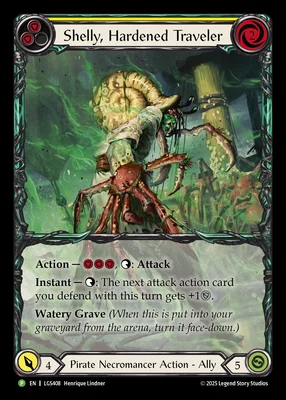 Shelly, Hardened Traveler
Action — , : Attack
Instant — : The next attack action card
you defend with this turn gets +1 .
Watery Grave (When this is put into your
graveyard from the arena, turn it face-down.)
4 Pirate Necromancer Action - Ally 5
P EN | LGS408 Henrique Lindner © 2025 Legend Story Studios